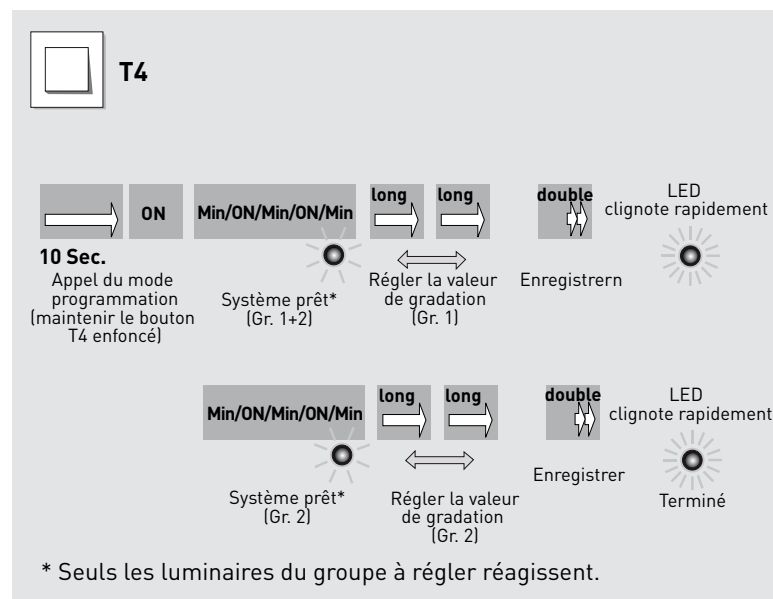 T4
long long double LED
ON Min/ON/Min/ON/Min clignote rapidement
10 Sec.
Appel du mode
programmation
(maintenir le bouton
T4 enfoncé)
Système prêt*
(Gr. 1+2)
Régler la valeur
de gradation
(Gr. 1)
Enregistrern
long long double LED
Min/ON/Min/ON/Min clignote rapidement
Système prêt*
(Gr. 2)
Régler la valeur
de gradation
(Gr. 2)
Enregistrer
Terminé
* Seuls les luminaires du groupe à régler réagissent.